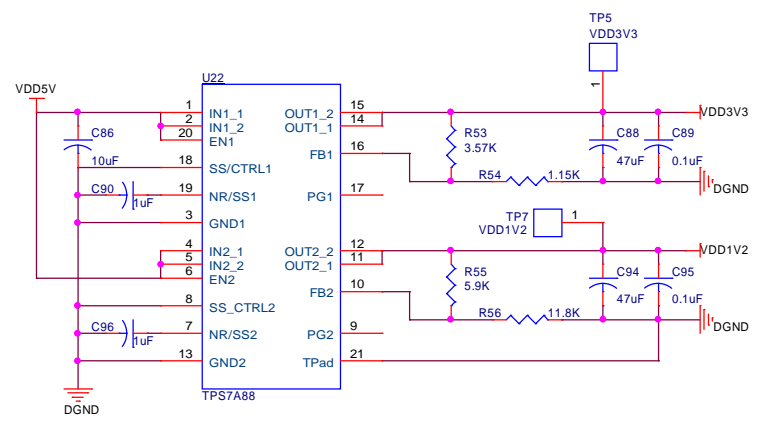 TP5
VDD3V3
1
U22
VDD5V
1 IN1_1 OUT1_2 15 VDD3V3
2 IN1_2 OUT1_1 14
20 EN1
C86 R53 C88 C89
10uF 3.57K 47uF 0.1uF
FB1 16
18 SS/CTRL1
R54 1.15K DGND
C90 1uF 19 NR/SS1 PG1 17
3 GND1
TP7 1
VDD1V2
4 IN2_1 OUT2_2 12 VDD1V2
5 IN2_2 OUT2_1 11
6 EN2
R55 C94 C95
5.9K 47uF 0.1uF
FB2 10
8 SS_CTRL2
R56 11.8K DGND
C96 1uF 7 NR/SS2 PG2 9
13 GND2 TPad 21
TPS7A88
DGND